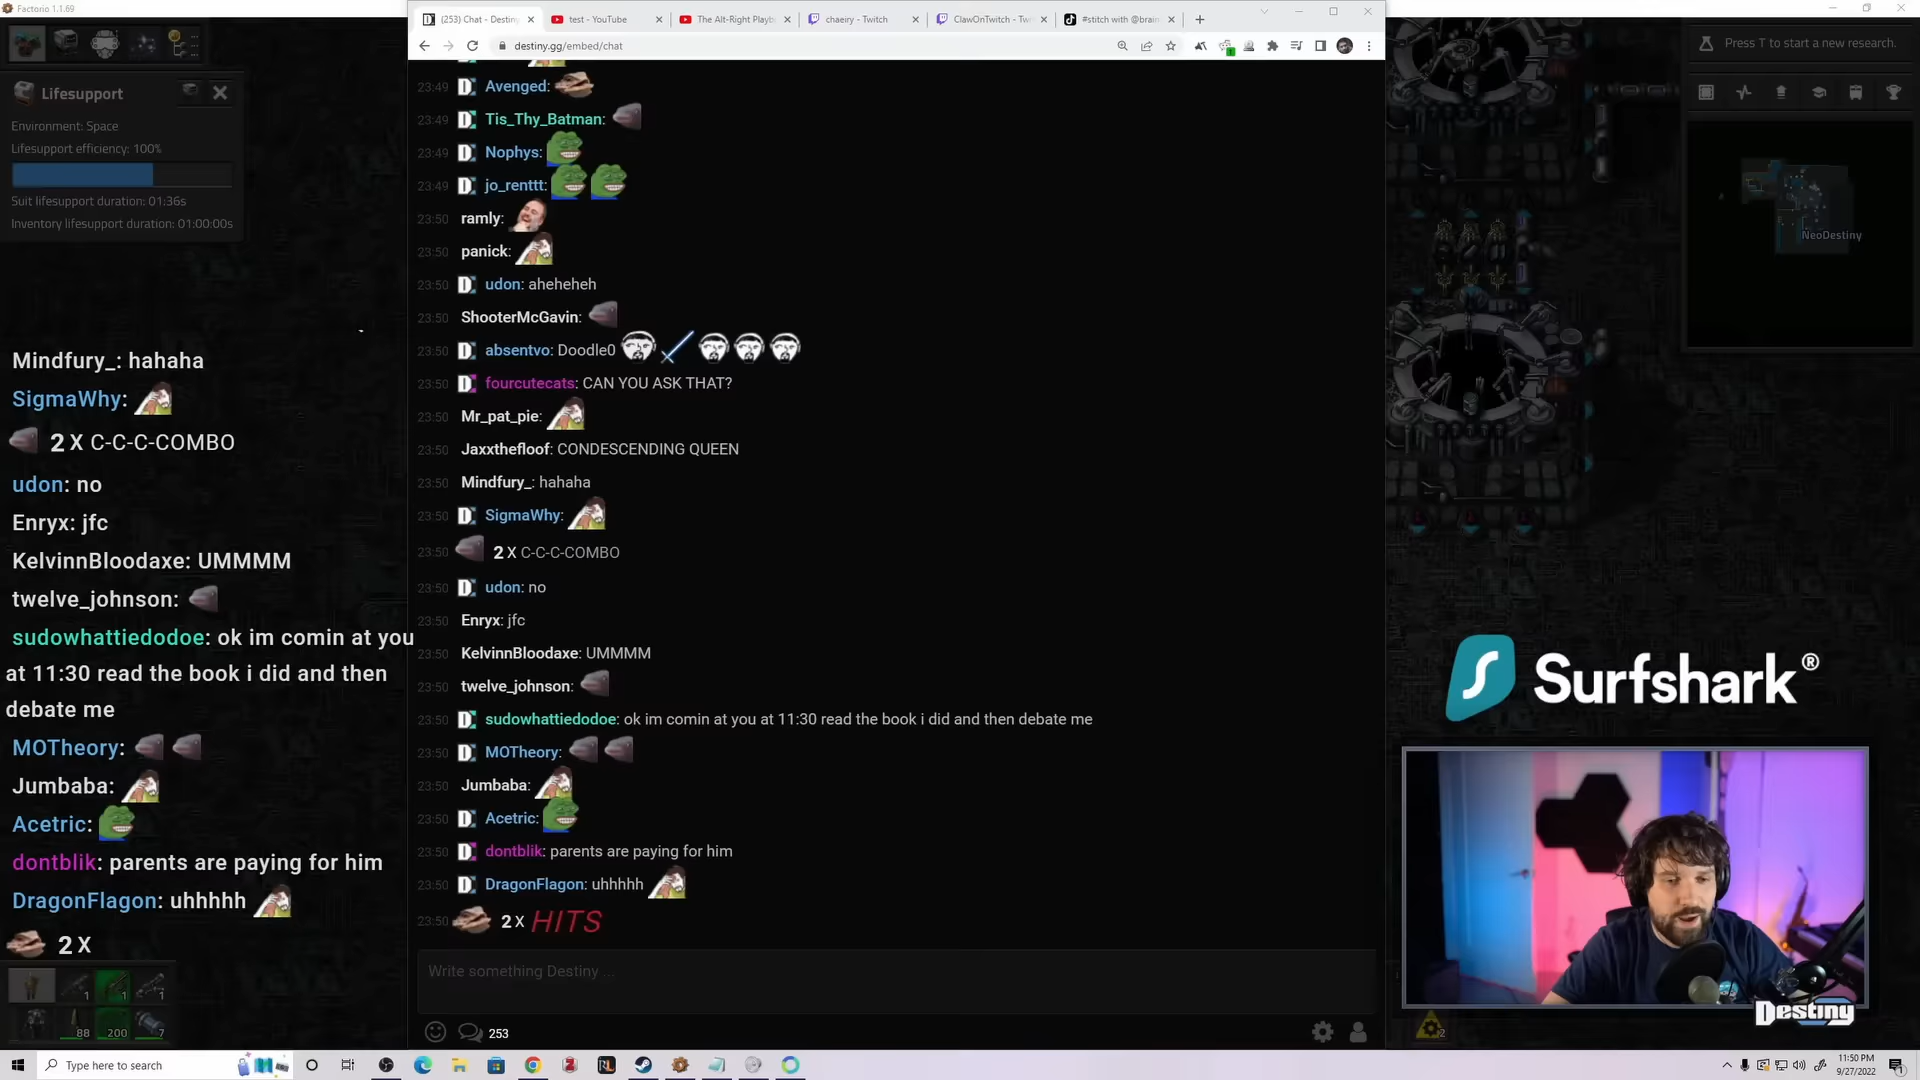 Factorio 1.1.69
Lifesupport
Environment: Space
Lifesupport efficiency: 100%
Suit lifesupport duration: 01:36s
Inventory lifesupport duration: 01:00:00s
Mindfury_: hahaha
SigmaWhy:
2 X C-C-C-COMBO
udon: no
Enryx: jfc
KelvinnBloodaxe: UMMMM
twelve_johnson:
sudowhattiedodoe: ok im comin at you
at 11:30 read the book i did and then
debate me
MOTheory:
Jumbaba:
Acetric:
dontblik: parents are paying for him
DragonFlagon: uhhhhh
2 X
1 1 1
88 200 7
(253) Chat - Destiny
test - YouTube
The Alt-Right Playb
chaeiry - Twitch
ClawOnTwitch - Tw
#stitch with @brain
destiny.gg/embed/chat
23:49 Avenged:
23:49 Tis_Thy_Batman:
23:49 Nophys:
23:49 jo_renttt:
23:50 ramly:
23:50 panick:
23:50 udon: aheheheh
23:50 ShooterMcGavin:
23:50 absentvo: Doodle0
23:50 fourcutecats: CAN YOU ASK THAT?
23:50 Mr_pat_pie:
23:50 Jaxxthefloof: CONDESCENDING QUEEN
23:50 Mindfury_: hahaha
23:50 SigmaWhy:
23:50 2 X C-C-C-COMBO
23:50 udon: no
23:50 Enryx: jfc
23:50 KelvinnBloodaxe: UMMMM
23:50 twelve_johnson:
23:50 sudowhattiedodoe: ok im comin at you at 11:30 read the book i did and then debate me
23:50 MOTheory:
23:50 Jumbaba:
23:50 Acetric:
23:50 dontblik: parents are paying for him
23:50 DragonFlagon: uhhhhh
23:50 2 X HITS
Write something Destiny ...
253
Press T to start a new research.
NeoDestiny
Surfshark®
Destiny
2
Type here to search
11:50 PM
9/27/2022